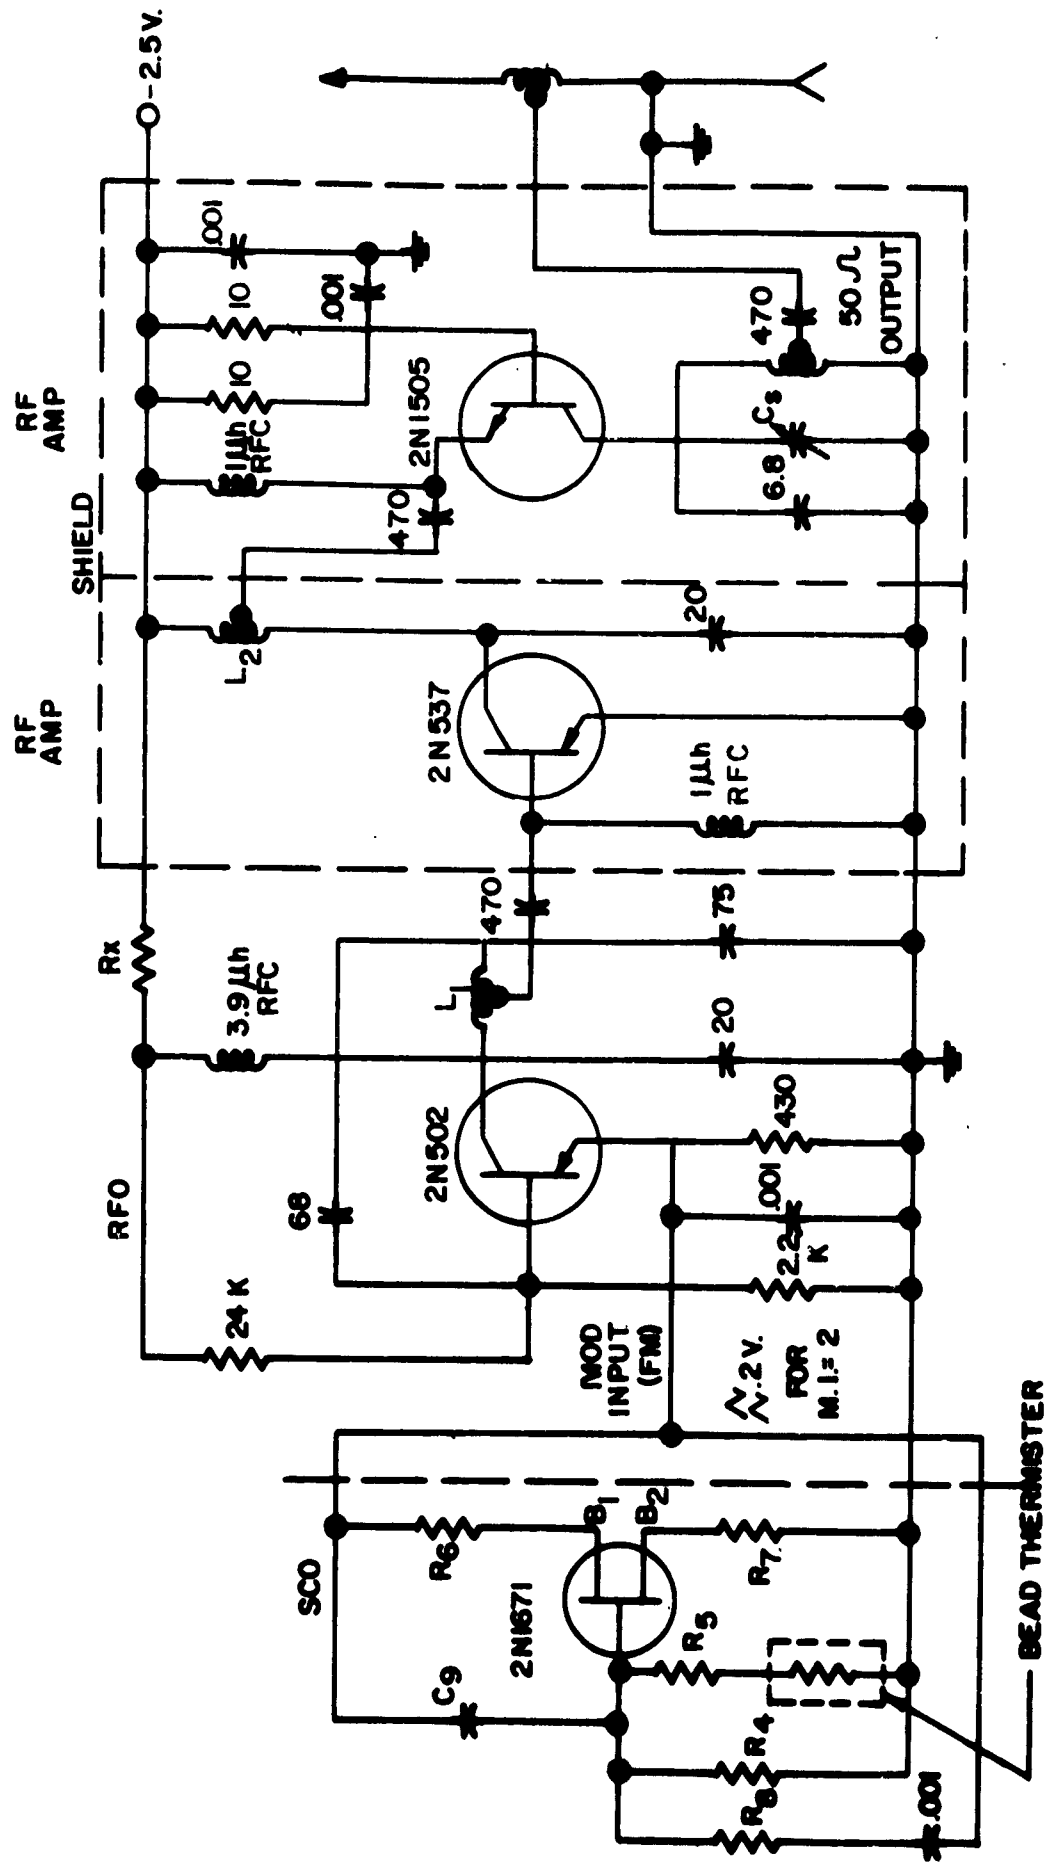 SCO
RFO
RF
AMP
SHIELD
RF
AMP
-2.5V.
Rx
24 K
68
3.9μh
RFC
L2
1μh
RFC
10
10
.001
.001
C9
R6
2N1671
B1
B2
R5
R4
R8
R7
.001
BEAD THERMISTER
MOD
INPUT
(FM)
.2V.
FOR
M.I.= 2
2N502
L1
470
2N537
470
2N1505
2.2
K
.001
430
20
75
1μh
RFC
20
6.8
C8
470
50Ω
OUTPUT